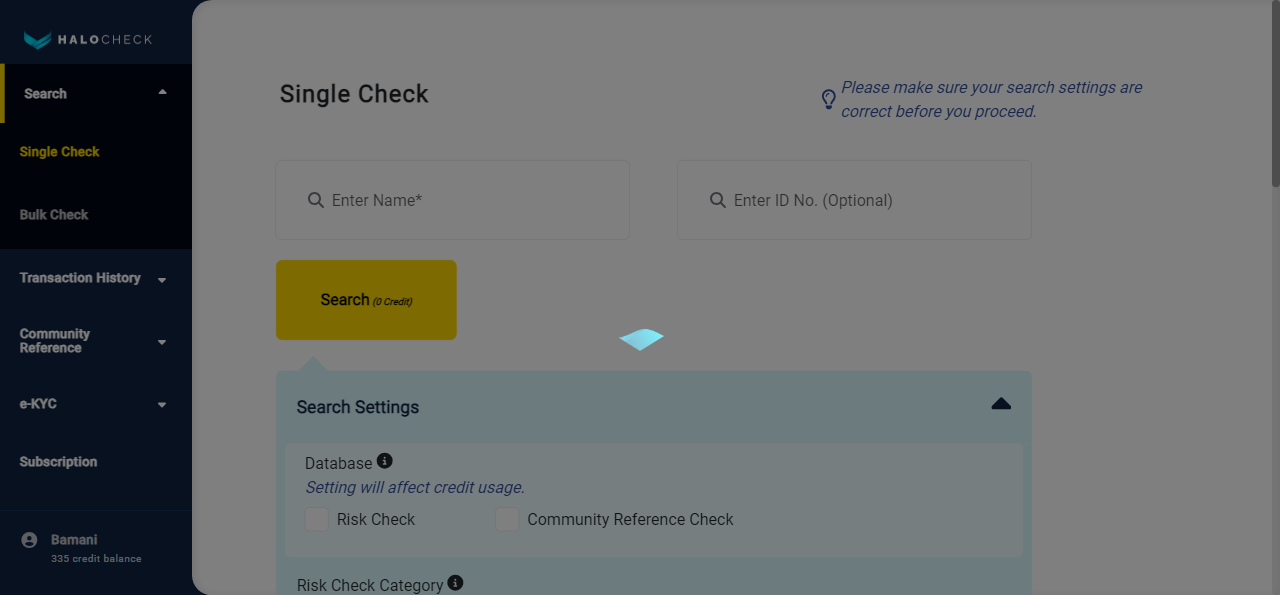 HALOCHECK
Search
Single Check
Bulk Check
Transaction History
Community
Reference
e-KYC
Subscription
Bamani
335 credit balance
Single Check
Please make sure your search settings are
correct before you proceed.
Enter Name*
Enter ID No. (Optional)
Search (0 Credit)
Search Settings
Database
Setting will affect credit usage.
Risk Check
Community Reference Check
Risk Check Category